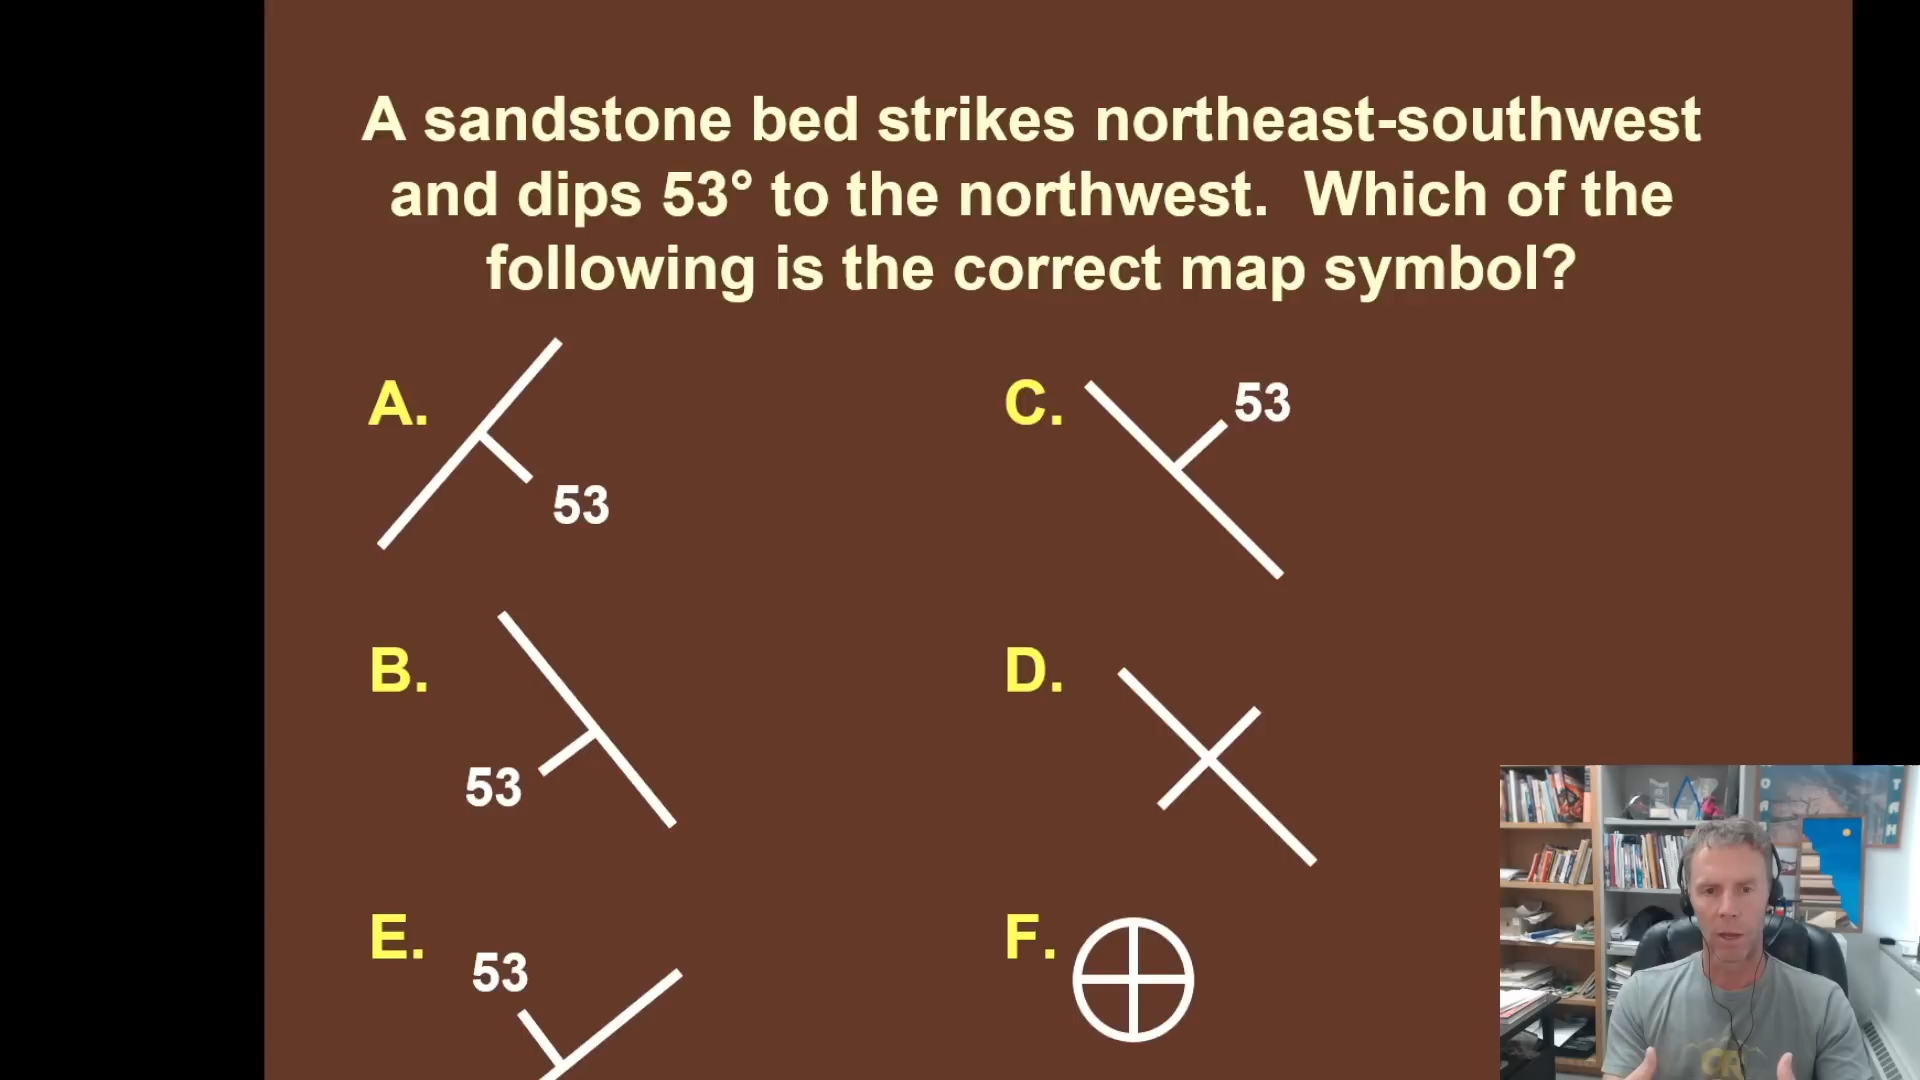 A sandstone bed strikes northeast-southwest
and dips 53° to the northwest. Which of the
following is the correct map symbol?
A.
53
C.
53
B.
53
D.
E.
53
F.